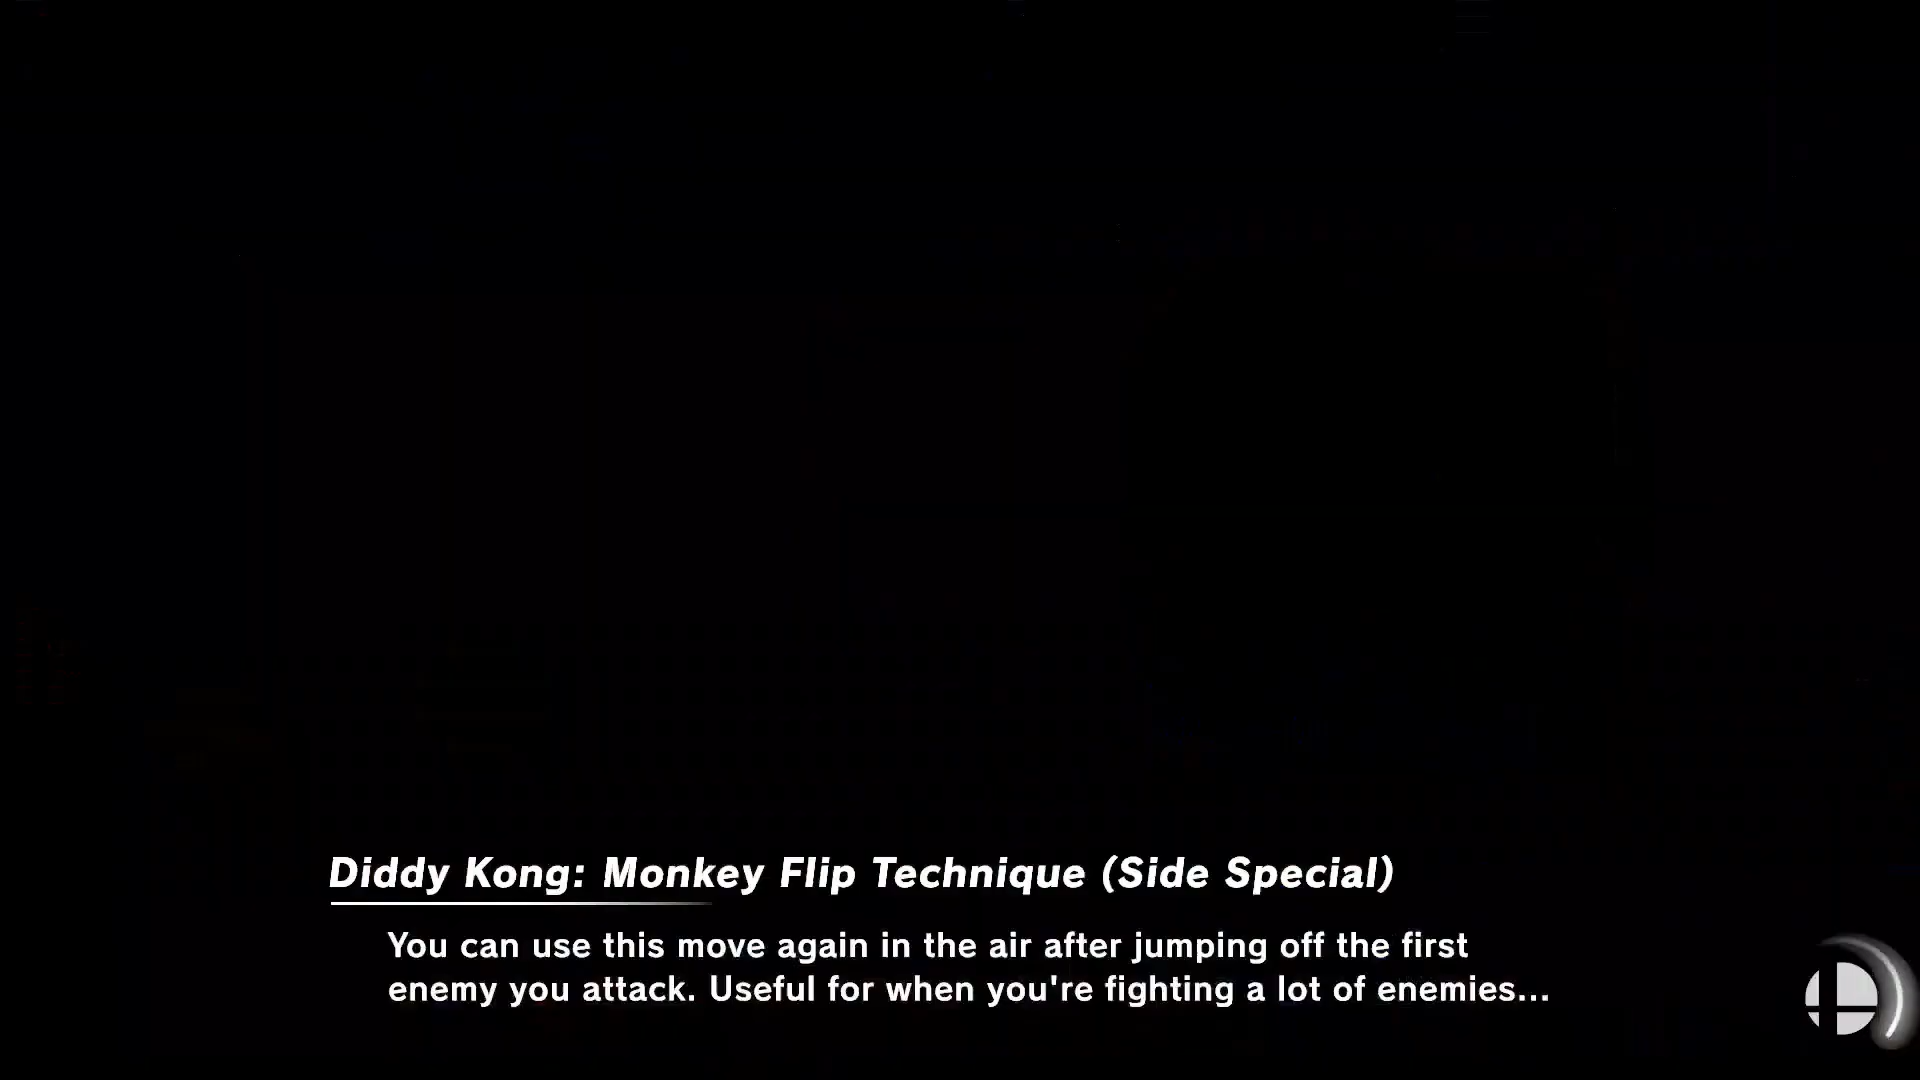 Diddy Kong: Monkey Flip Technique (Side Special)
You can use this move again in the air after jumping off the first
enemy you attack. Useful for when you're fighting a lot of enemies...